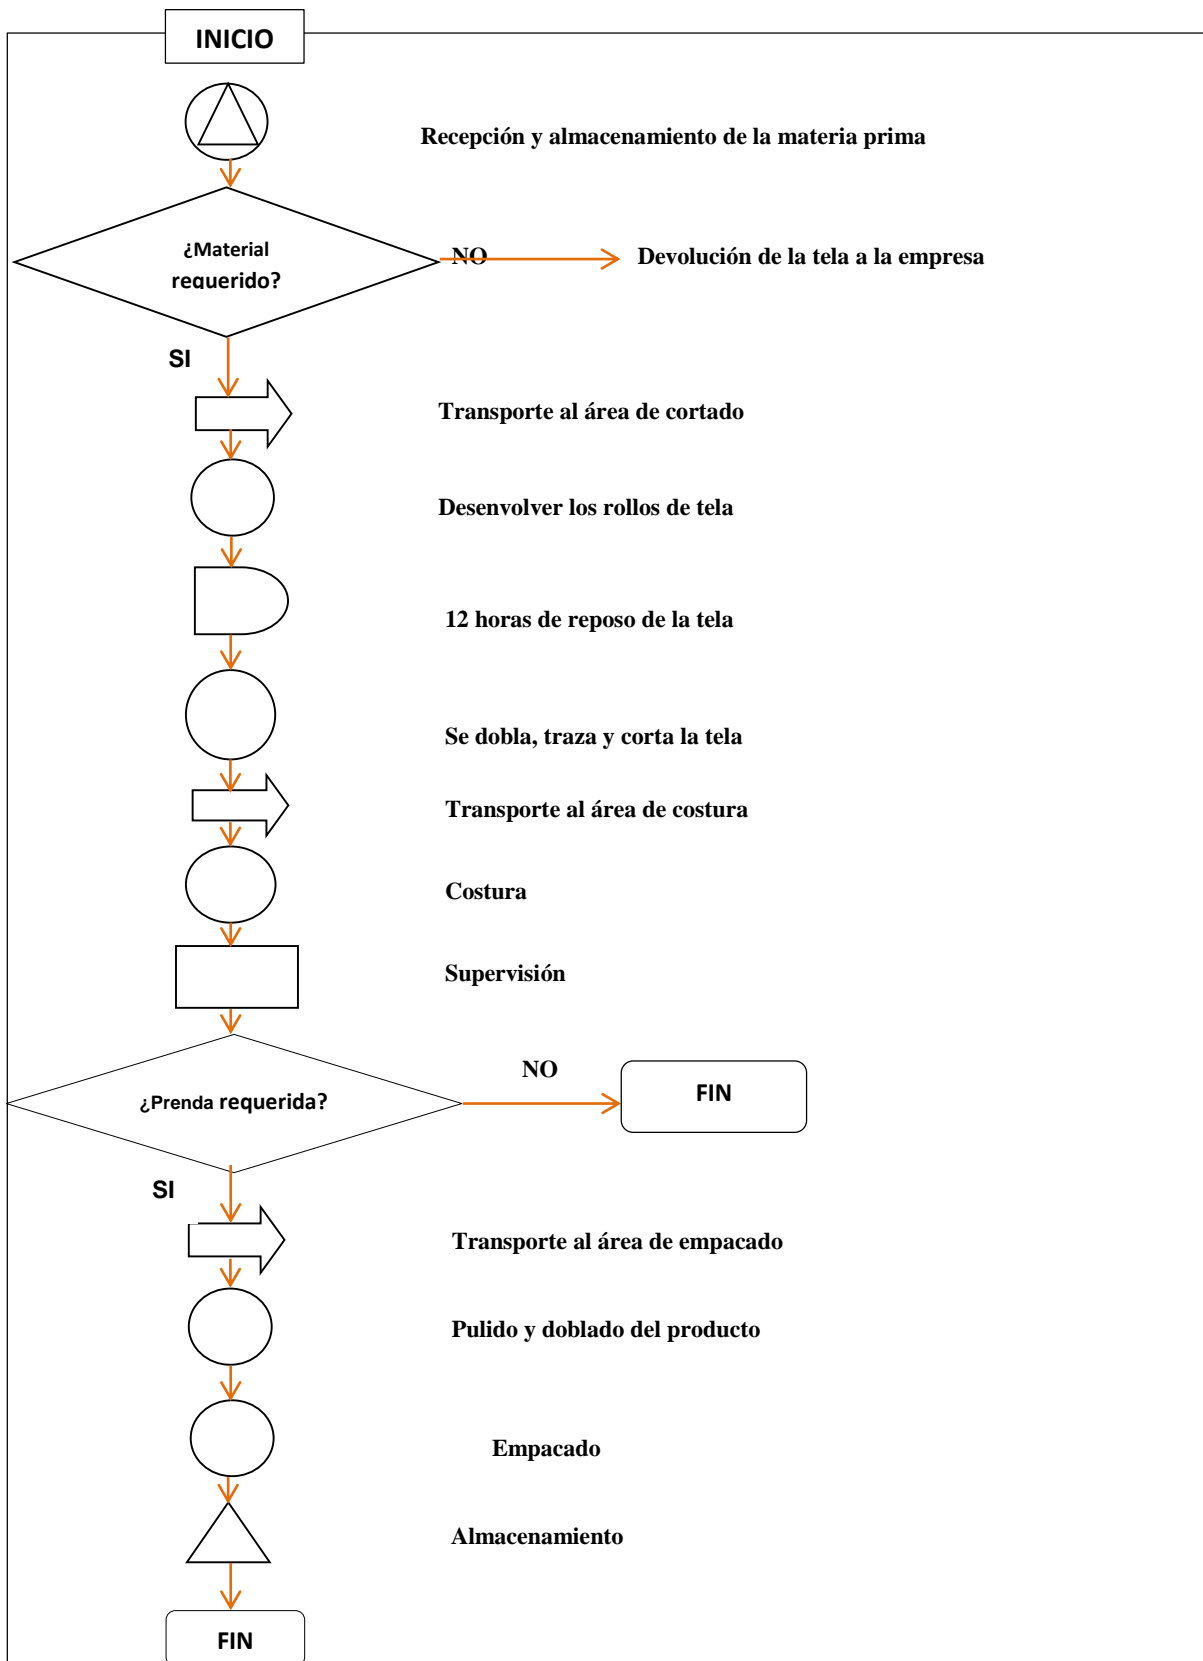 INICIO
Recepción y almacenamiento de la materia prima
¿Material
requerido?
NO
Devolución de la tela a la empresa
SI
Transporte al área de cortado
Desenvolver los rollos de tela
12 horas de reposo de la tela
Se dobla, traza y corta la tela
Transporte al área de costura
Costura
Supervisión
¿Prenda requerida?
NO
FIN
SI
Transporte al área de empacado
Pulido y doblado del producto
Empacado
Almacenamiento
FIN